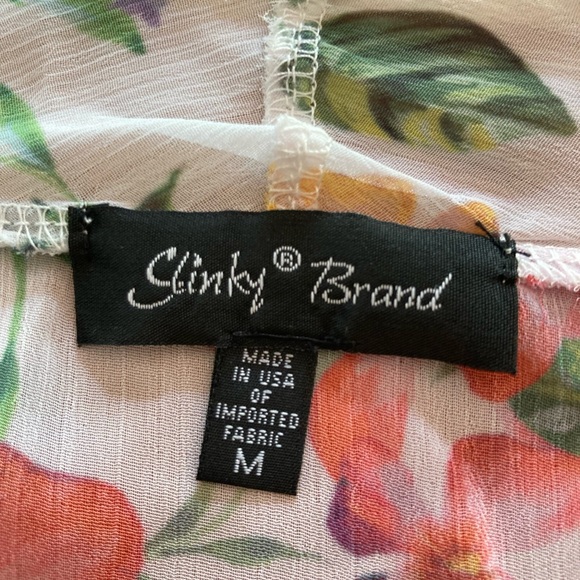 Slinky® Brand
MADE
IN USA
OF
IMPORTED
FABRIC
M